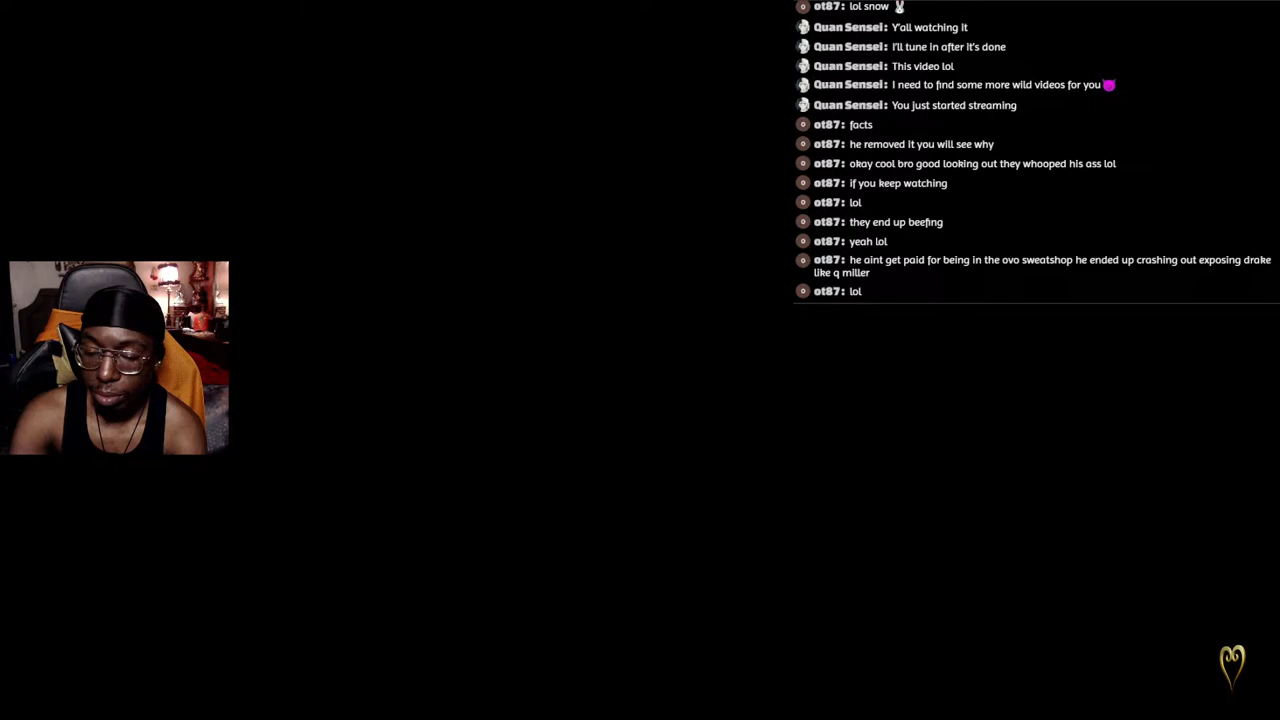 ot87: lol snow 🐰
Quan Sensei: Y'all watching it
Quan Sensei: I'll tune in after it's done
Quan Sensei: This video lol
Quan Sensei: I need to find some more wild videos for you😈
Quan Sensei: You just started streaming
ot87: facts
ot87: he removed it you will see why
ot87: okay cool bro good looking out they whooped his ass lol
ot87: if you keep watching
ot87: lol
ot87: they end up beefing
ot87: yeah lol
ot87: he aint get paid for being in the ovo sweatshop he ended up crashing out exposing drake
like q miller
ot87: lol